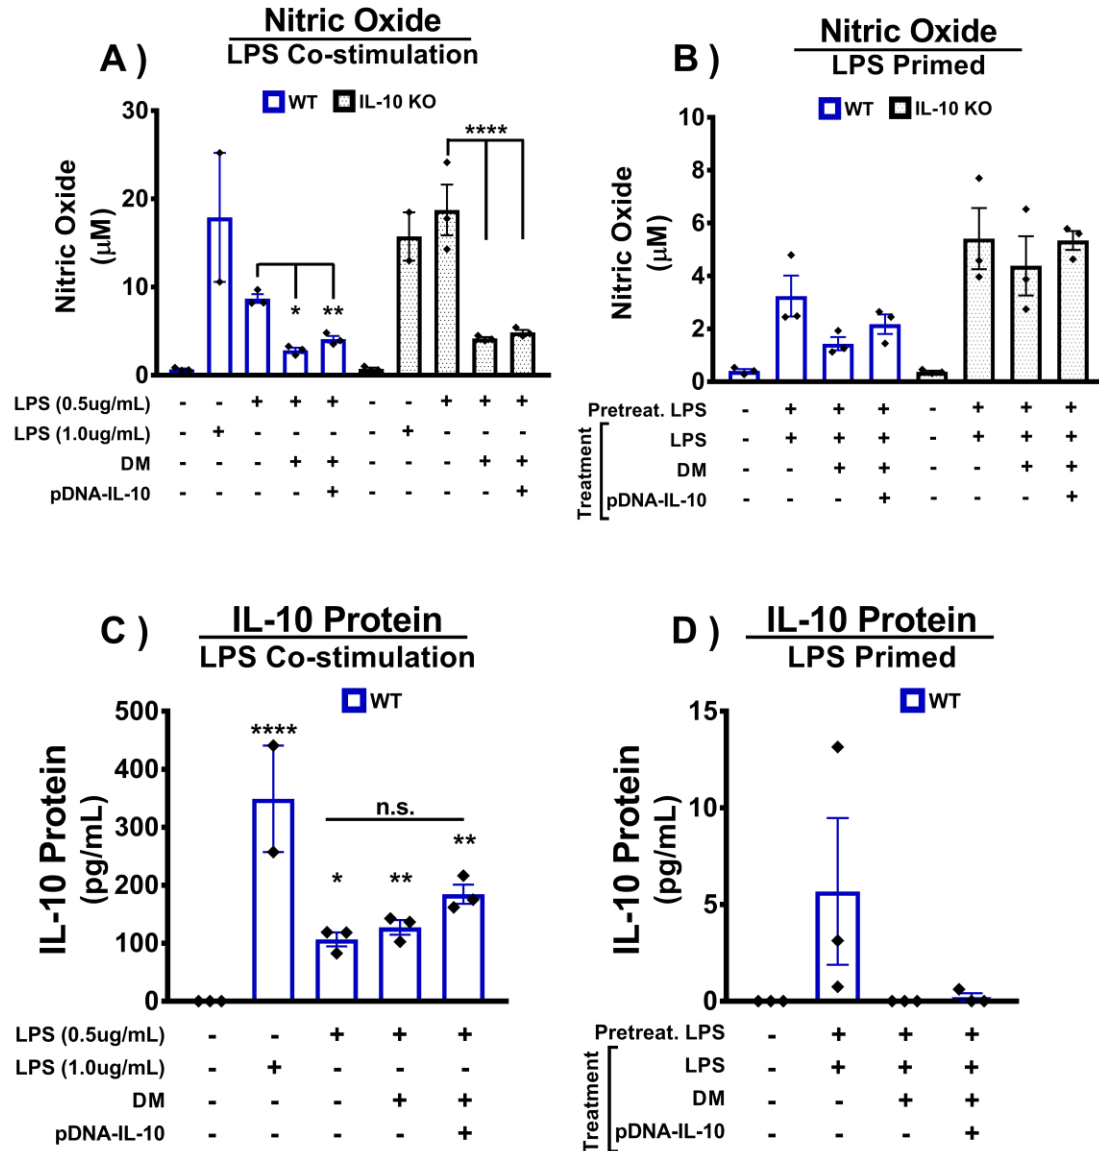 Nitric Oxide
LPS Co-stimulation
A )
WT IL-10 KO
****
* **
Nitric Oxide
(μM)
30
20
10
0
LPS (0.5ug/mL) - - + + + - - + + +
LPS (1.0ug/mL) - + - - - - + - - -
DM - - - + + - - - + +
pDNA-IL-10 - - - - + - - - - +
Nitric Oxide
LPS Primed
B )
WT IL-10 KO
Nitric Oxide
(μM)
10
8
6
4
2
0
Pretreat. LPS - + + + - + + +
LPS - + + + - + + +
DM - - + + - - + +
pDNA-IL-10 - - - + - - - +
Treatment
IL-10 Protein
LPS Co-stimulation
C )
WT
**** * ** **
n.s.
IL-10 Protein
(pg/mL)
500
400
300
200
100
0
LPS (0.5ug/mL) - - + + +
LPS (1.0ug/mL) - + - - -
DM - - - + +
pDNA-IL-10 - - - - +
IL-10 Protein
LPS Primed
D )
WT
IL-10 Protein
(pg/mL)
15
10
5
0
Pretreat. LPS - + + +
LPS - + + +
DM - - + +
pDNA-IL-10 - - - +
Treatment